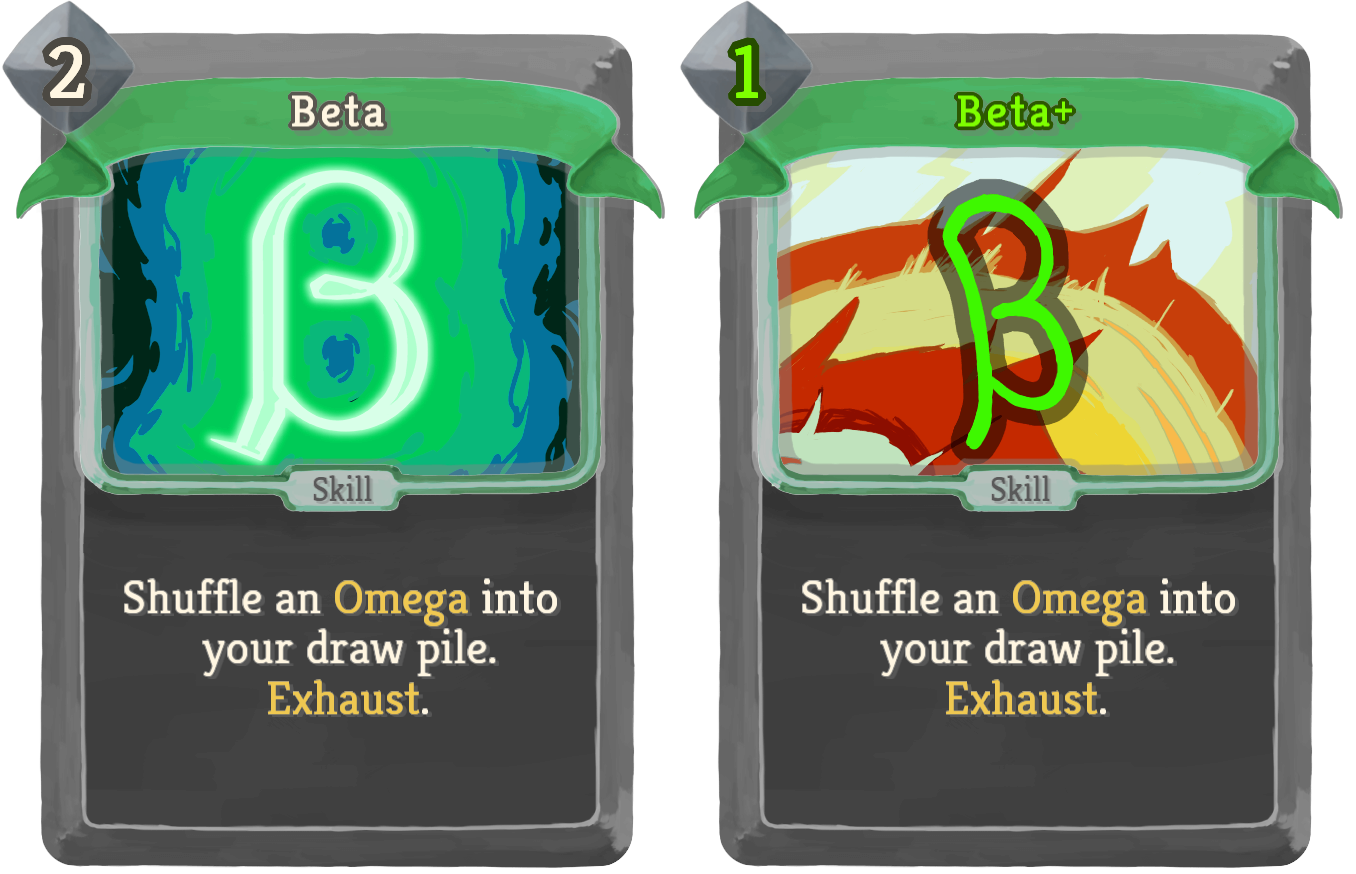 2
Beta
β
Skill
Shuffle an Omega into
your draw pile.
Exhaust.
1
Beta+
β
Skill
Shuffle an Omega into
your draw pile.
Exhaust.